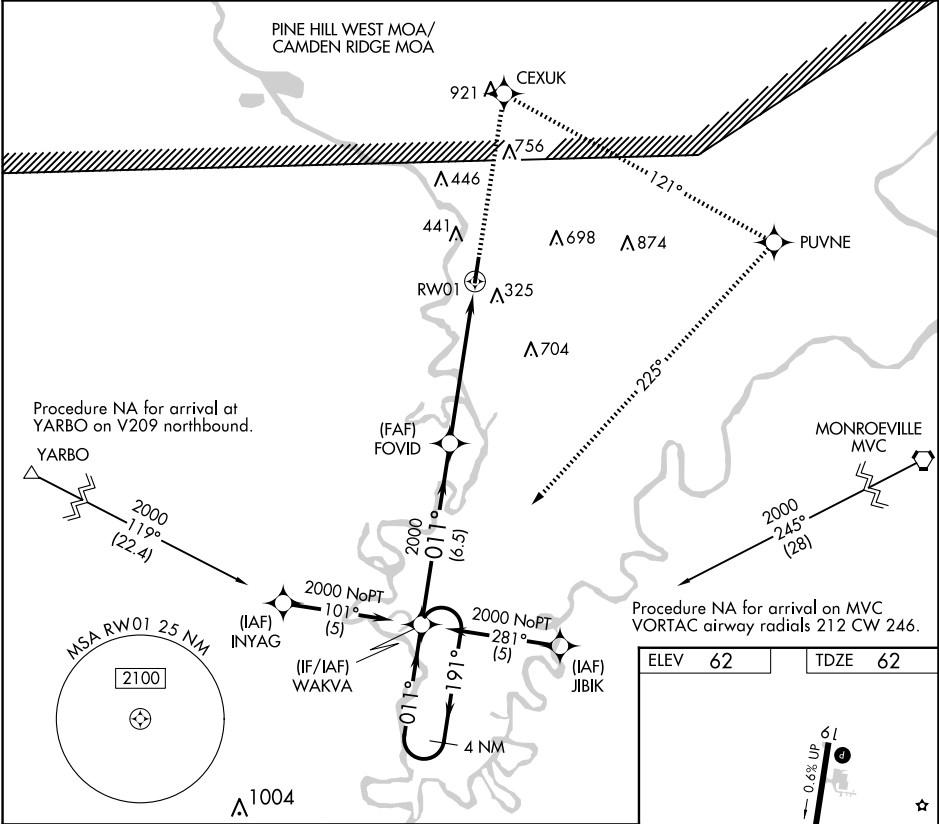 PINE HILL WEST MOA/
CAMDEN RIDGE MOA
CEXUK
921
756
446
121°
441
698
874
PUVNE
RW01
325
704
225°
Procedure NA for arrival at
YARBO on V209 northbound.
YARBO
(FAF)
FOVID
MONROEVILLE
MVC
2000
119°
(22.4)
2000
011°
(6.5)
2000
245°
(28)
2000 NoPT
101°
(5)
(IAF)
INYAG
2000 NoPT
281°
(5)
(IAF)
JIBIK
Procedure NA for arrival on MVC
VORTAC airway radials 212 CW 246.
(IF/IAF)
WAKVA
011°
191°
4 NM
MSA RW01 25 NM
2100
1004
ELEV 62
TDZE 62
19
P
0.6% UP